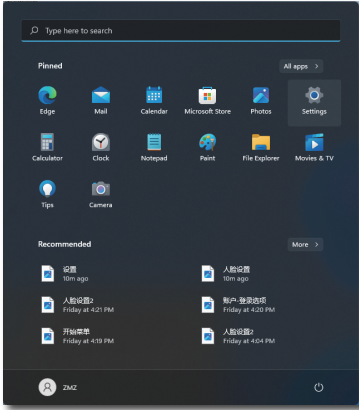 Type here to search
Pinned
All apps >
Edge
Mail
Calendar
Microsoft Store
Photos
Settings
Calculator
Clock
Notepad
Paint
File Explorer
Movies & TV
Tips
Camera
Recommended
More >
设置
10m ago
人脸设置
10m ago
人脸设置2
Friday at 4:21 PM
账户-登录选项
Friday at 4:20 PM
开始菜单
Friday at 4:19 PM
人脸设置2
Friday at 4:04 PM
ZMZ